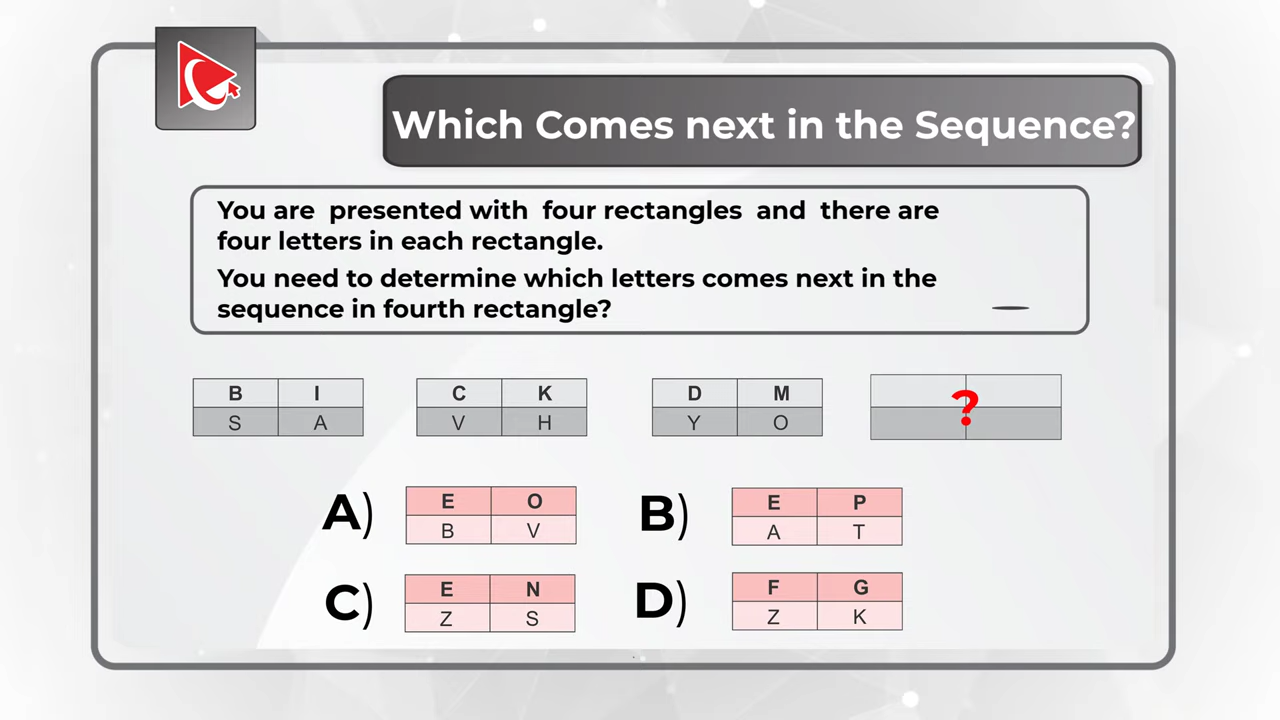 Which Comes next in the Sequence?
You are presented with four rectangles and there are
four letters in each rectangle.
You need to determine which letters comes next in the
sequence in fourth rectangle?
B I C K D M ?
S A V H Y O
A) E O B) E P
B V A T
C) E N D) F G
Z S Z K